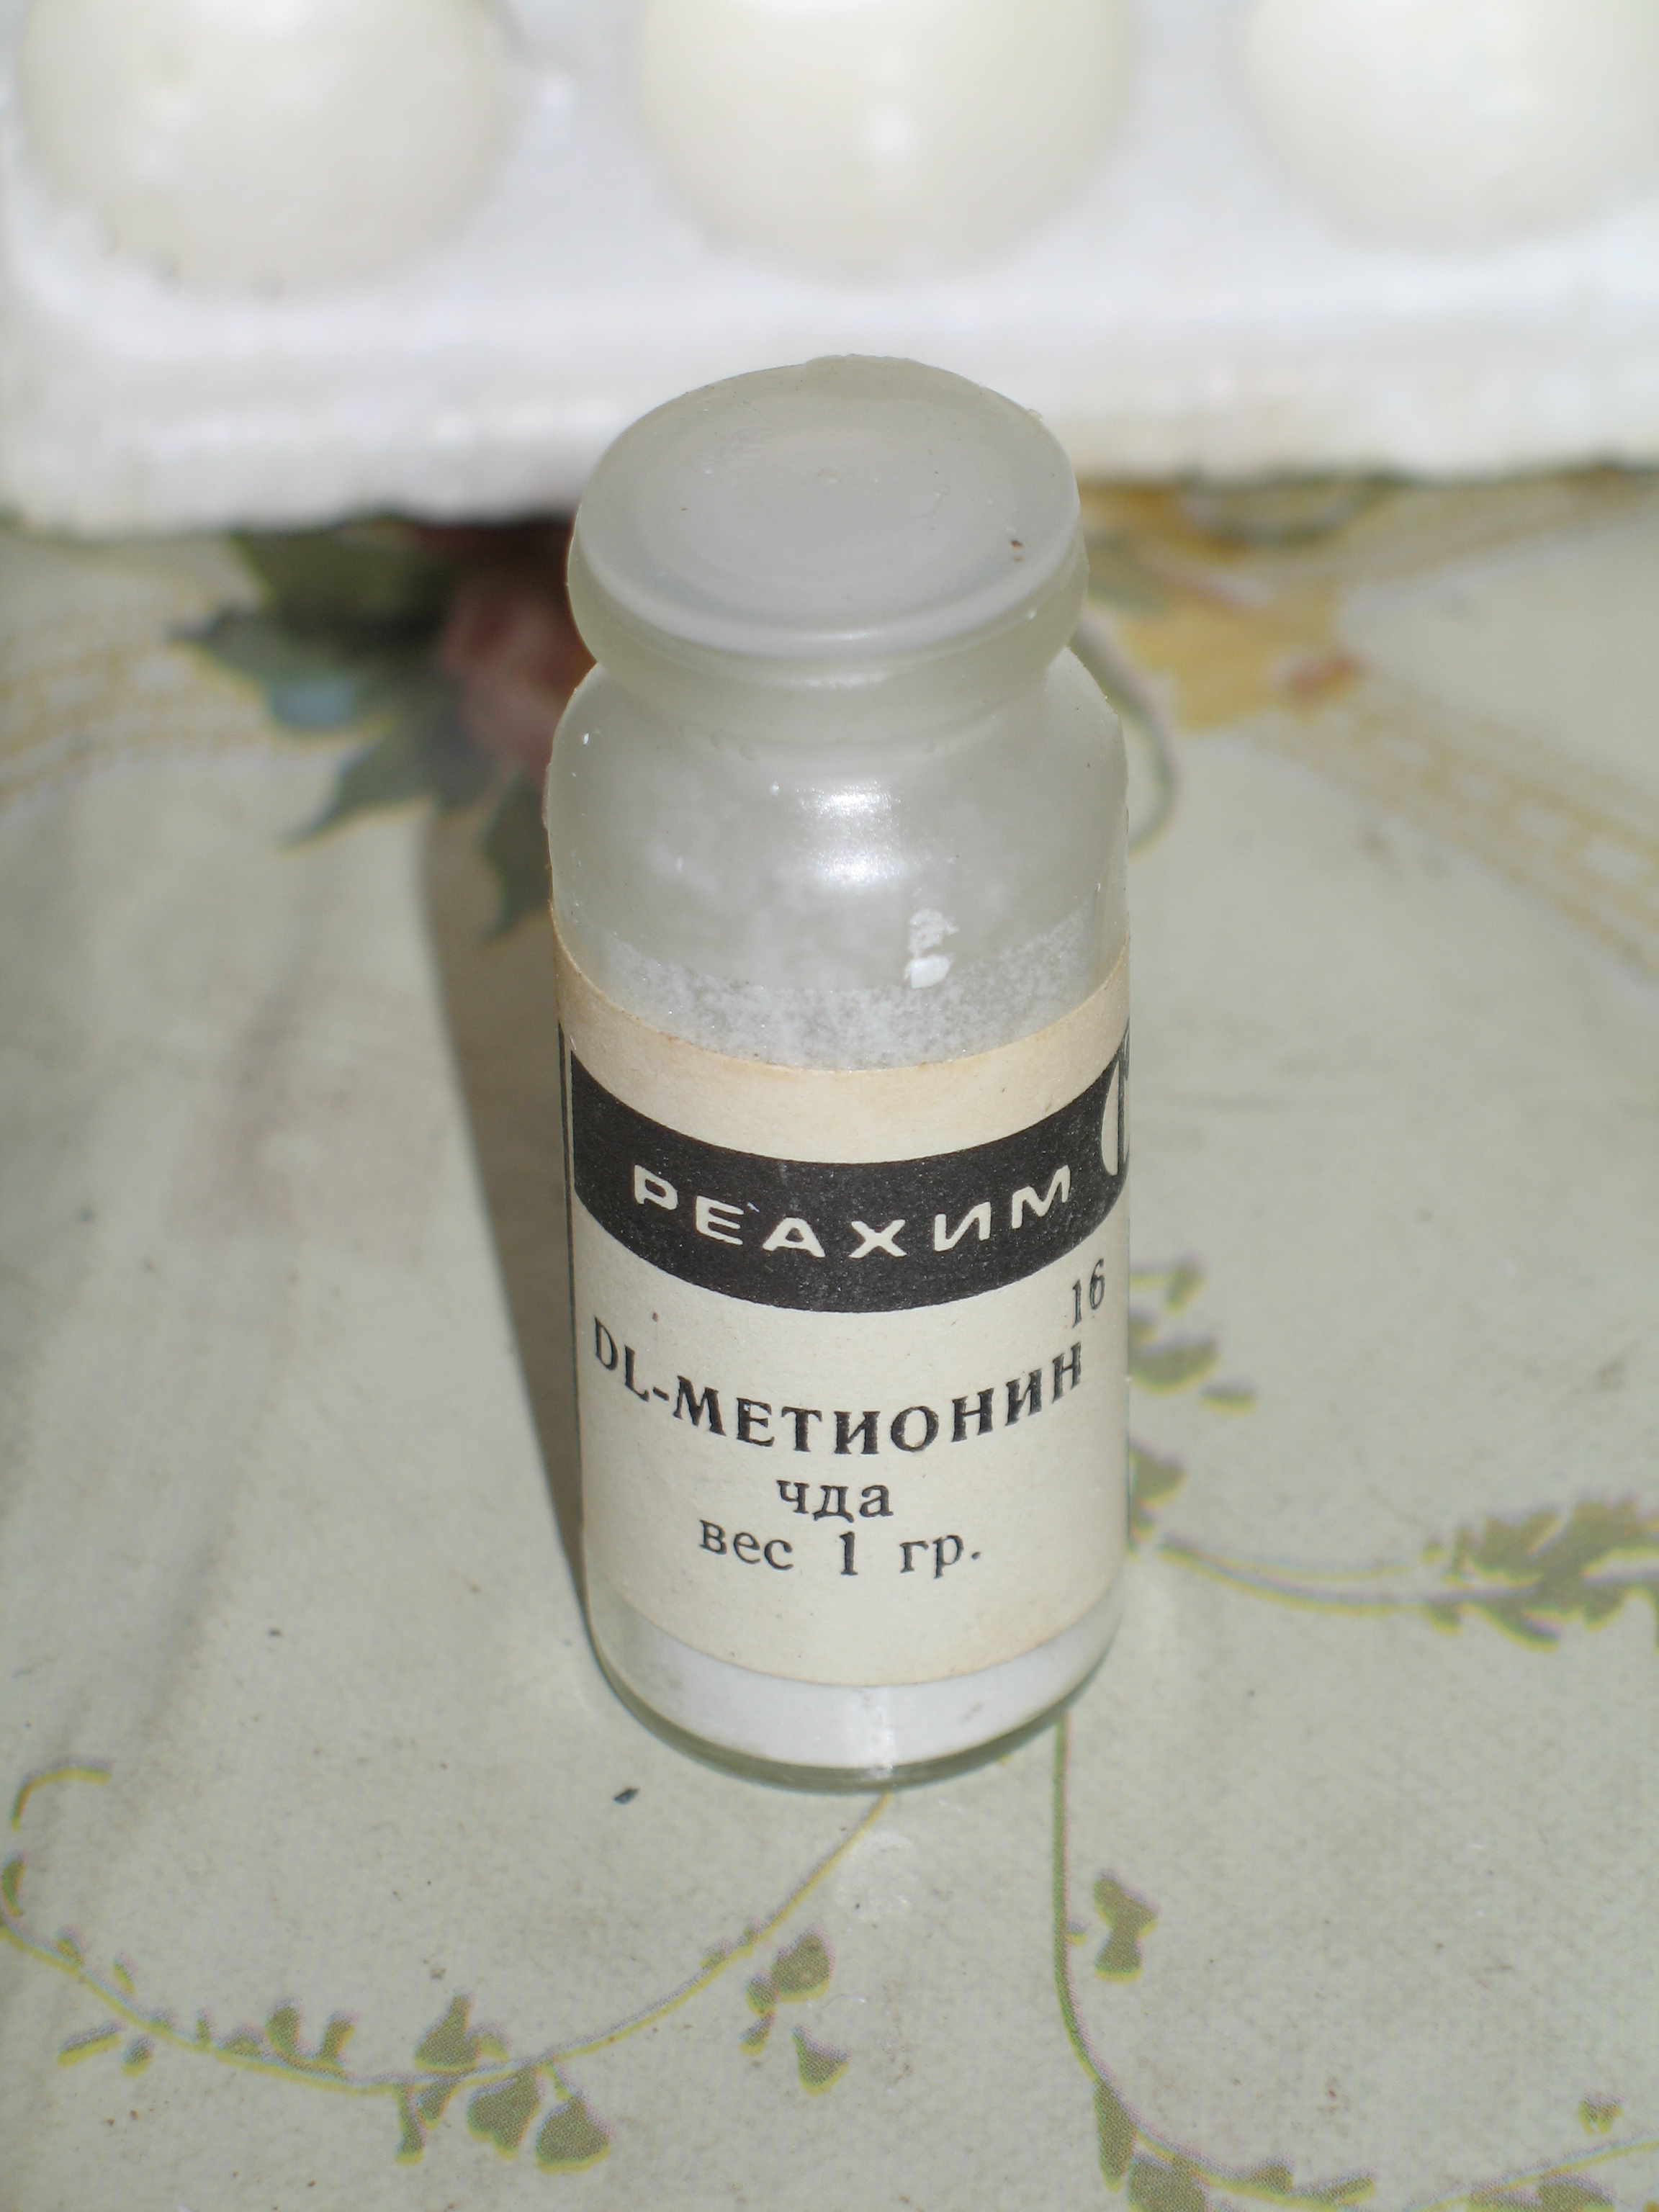 РЕАХИМ
16
DL-МЕТИОНИН
чда
вес 1 гр.